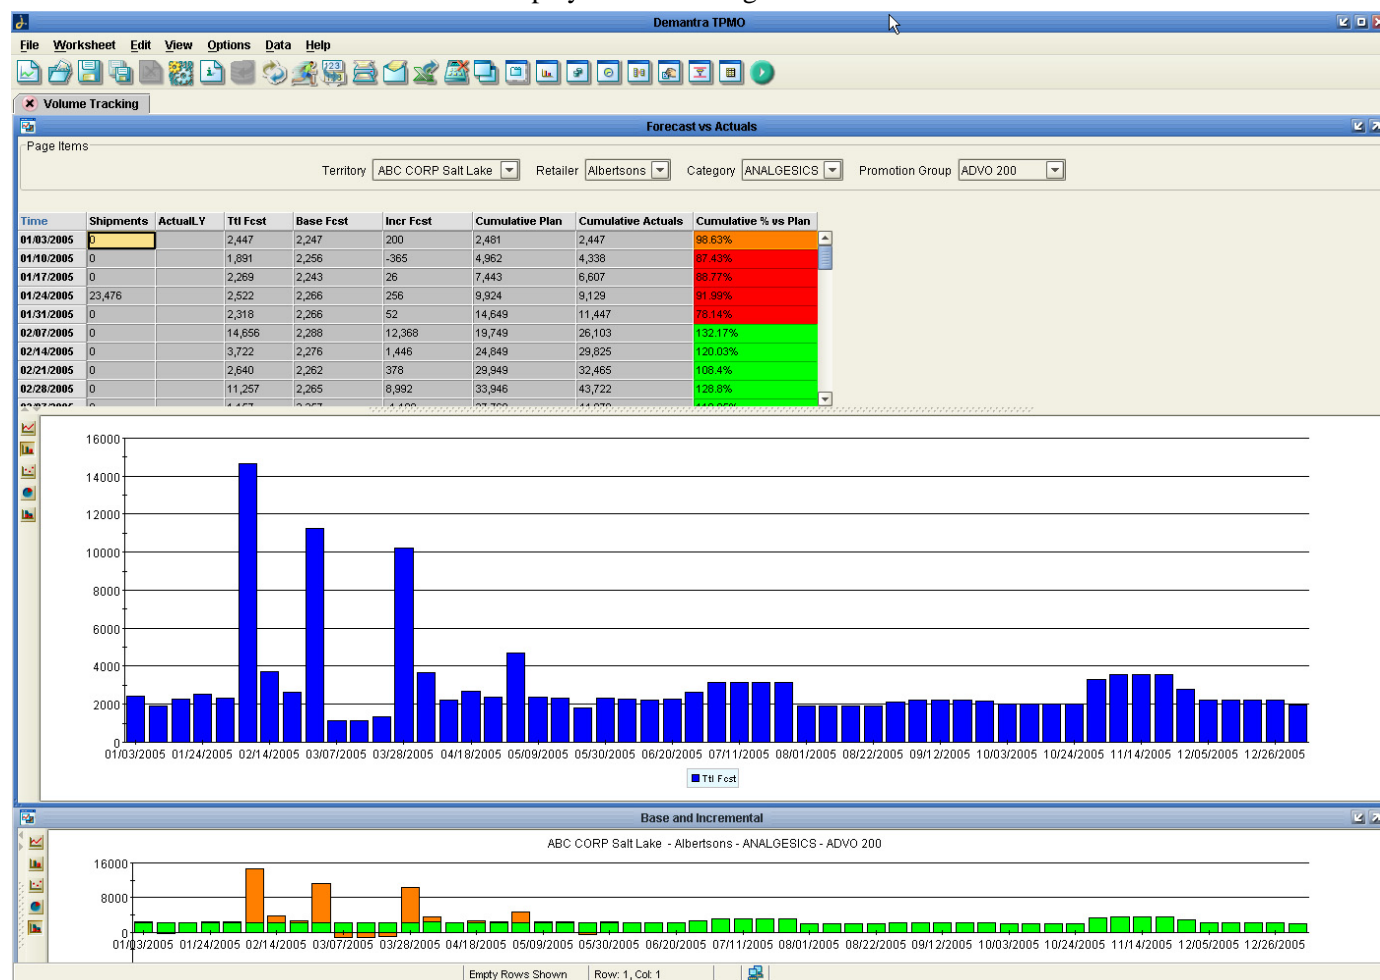 Demantra TPMO
File Worksheet Edit View Options Data Help
Volume Tracking
Forecast vs Actuals
Page Items
Territory ABC CORP Salt Lake Retailer Albertsons Category ANALGESICS Promotion Group ADVO 200
Time Shipments ActualLY Ttl Fcst Base Fcst Incr Fcst Cumulative Plan Cumulative Actuals Cumulative % vs Plan
01/03/2005 0 2,447 2,247 200 2,481 2,447 98.63%
01/10/2005 0 1,891 2,256 -365 4,962 4,338 87.43%
01/17/2005 0 2,269 2,243 26 7,443 6,607 88.77%
01/24/2005 23,476 2,522 2,266 256 9,924 9,129 91.99%
01/31/2005 0 2,318 2,266 52 14,649 11,447 78.14%
02/07/2005 0 14,656 2,288 12,368 19,749 26,103 132.17%
02/14/2005 0 3,722 2,276 1,446 24,849 29,825 120.03%
02/21/2005 0 2,640 2,262 378 29,949 32,465 108.4%
02/28/2005 0 11,257 2,265 8,992 33,946 43,722 128.8%
16000
14000
12000
10000
8000
6000
4000
2000
0
01/03/2005 01/24/2005 02/14/2005 03/07/2005 03/28/2005 04/18/2005 05/09/2005 05/30/2005 06/20/2005 07/11/2005 08/01/2005 08/22/2005 09/12/2005 10/03/2005 10/24/2005 11/14/2005 12/05/2005 12/26/2005
Ttl Fcst
Base and Incremental
ABC CORP Salt Lake - Albertsons - ANALGESICS - ADVO 200
16000
8000
0
01/03/2005 01/24/2005 02/14/2005 03/07/2005 03/28/2005 04/18/2005 05/09/2005 05/30/2005 06/20/2005 07/11/2005 08/01/2005 08/22/2005 09/12/2005 10/03/2005 10/24/2005 11/14/2005 12/05/2005 12/26/2005
Empty Rows Shown Row: 1, Col: 1